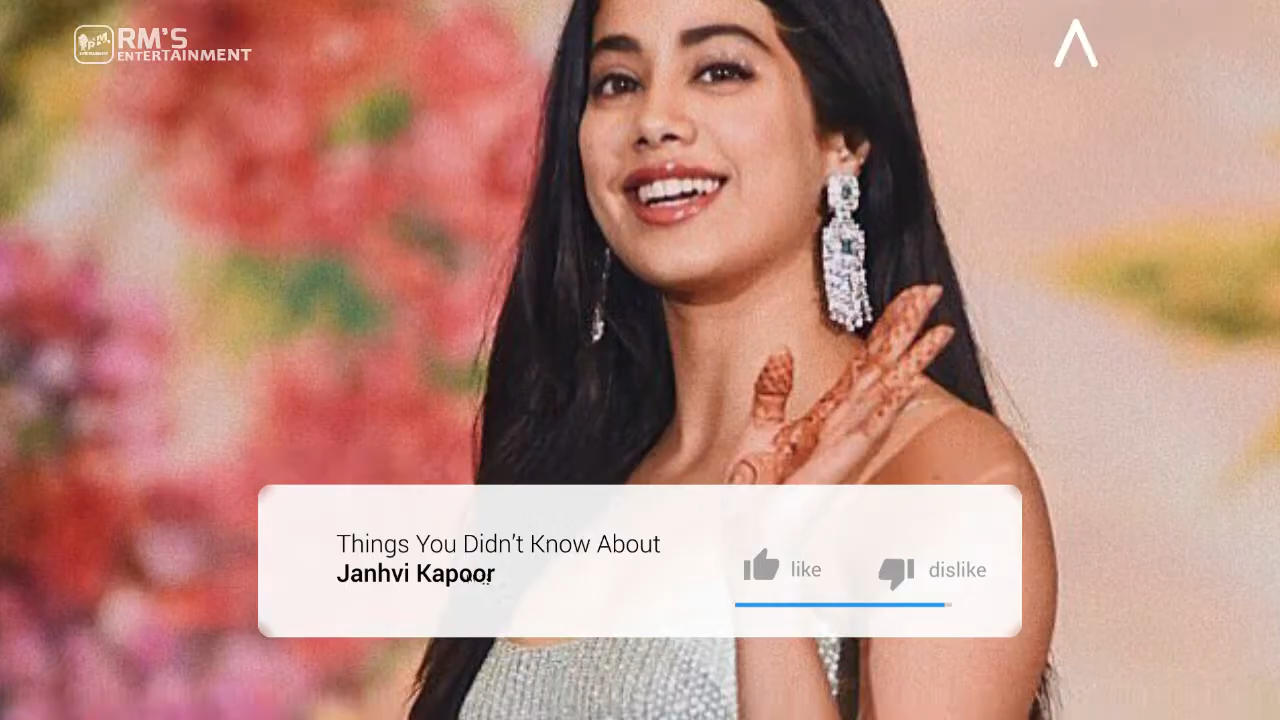 RM'S
ENTERTAINMENT
Things You Didn't Know About
Janhvi Kapoor
like
dislike